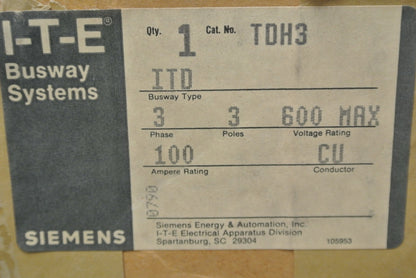 I-T-E®
Busway
Systems
SIEMENS
Qty. 1 Cat. No. TDH3
ITD
Busway Type
3 3 600 MAX
Phase Poles Voltage Rating
100 CU
Ampere Rating Conductor
0790
Siemens Energy & Automation, Inc.
I-T-E Electrical Apparatus Division
Spartanburg, SC 29304 105953